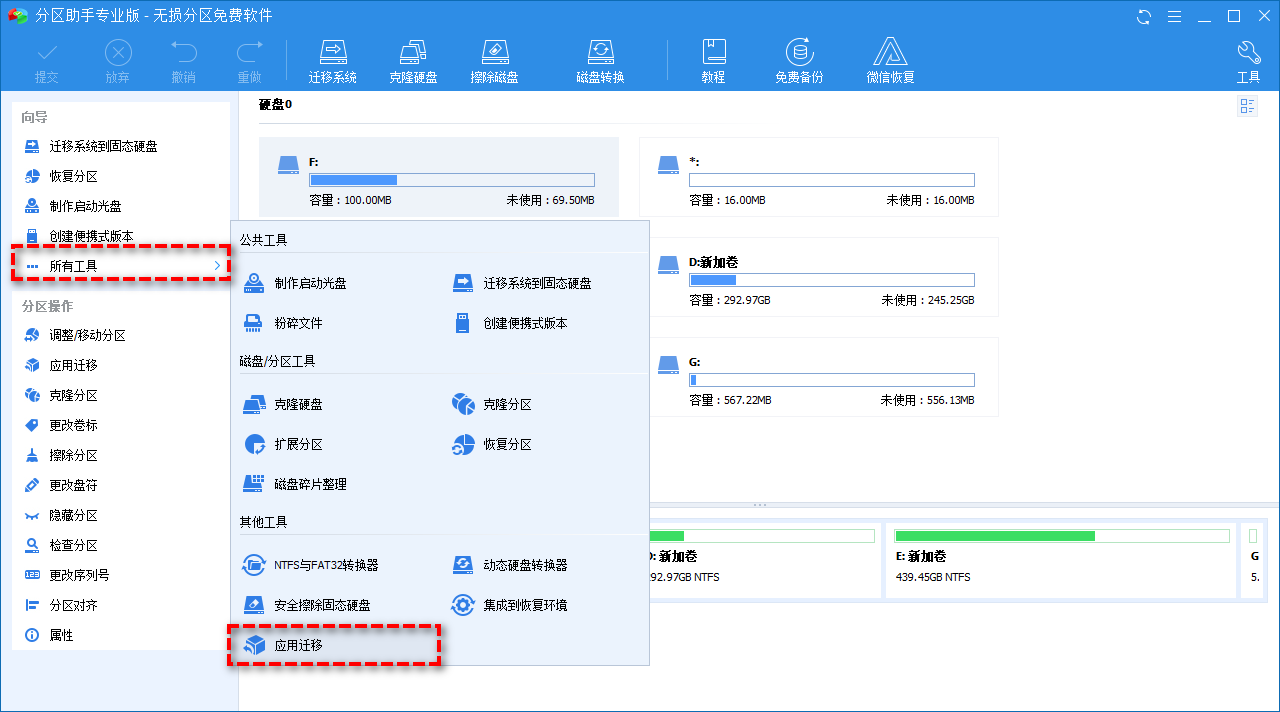 分区助手专业版 - 无损分区免费软件
提交 放弃 撤销 重做 迁移系统 克隆硬盘 擦除磁盘 磁盘转换 教程 免费备份 微信恢复 工具
向导
迁移系统到固态硬盘
恢复分区
制作启动光盘
创建便携式版本
所有工具
分区操作
调整/移动分区
应用迁移
克隆分区
更改卷标
擦除分区
更改盘符
隐藏分区
检查分区
更改序列号
分区对齐
属性
硬盘0
F:
容量：100.00MB 未使用：69.50MB
*:
容量：16.00MB 未使用：16.00MB
D:新加卷
容量：292.97GB 未使用：245.25GB
G:
容量：567.22MB 未使用：556.13MB
公共工具
制作启动光盘 迁移系统到固态硬盘
粉碎文件 创建便携式版本
磁盘/分区工具
克隆硬盘 克隆分区
扩展分区 恢复分区
磁盘碎片整理
其他工具
NTFS与FAT32转换器 动态硬盘转换器
安全擦除固态硬盘 集成到恢复环境
应用迁移
D: 新加卷
92.97GB NTFS
E: 新加卷
439.45GB NTFS
G
5.